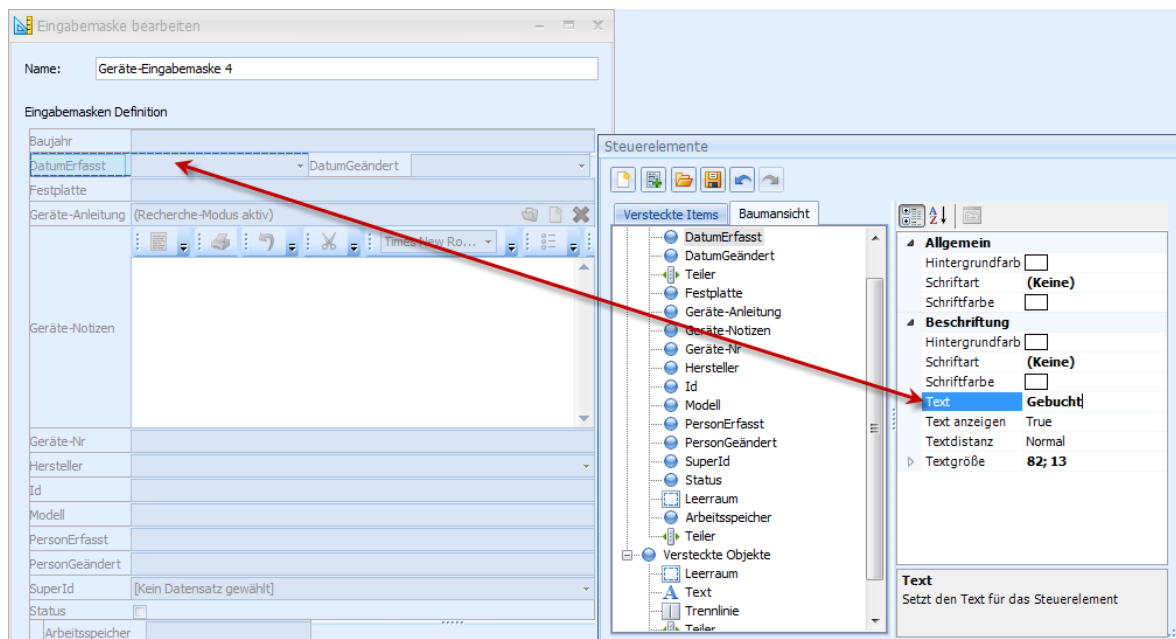 Eingabemaske bearbeiten
Name: Geräte-Eingabemaske 4
Eingabemasken Definition
Baujahr
DatumErfasst DatumGeändert
Festplatte
Geräte-Anleitung (Recherche-Modus aktiv)
Times New Ro...
Geräte-Notizen
Geräte-Nr
Hersteller
Id
Modell
PersonErfasst
PersonGeändert
SuperId [Kein Datensatz gewählt]
Status
Arbeitsspeicher
Steuerelemente
Versteckte Items Baumansicht
DatumErfasst
DatumGeändert
Teiler
Festplatte
Geräte-Anleitung
Geräte-Notizen
Geräte-Nr
Hersteller
Id
Modell
PersonErfasst
PersonGeändert
SuperId
Status
Leerraum
Arbeitsspeicher
Teiler
Versteckte Objekte
Leerraum
Text
Trennlinie
Teiler
Allgemein
Hintergrundfarb
Schriftart (Keine)
Schriftfarbe
Beschriftung
Hintergrundfarb
Schriftart (Keine)
Schriftfarbe
Text Gebucht
Text anzeigen True
Textdistanz Normal
Textgröße 82; 13
Text
Setzt den Text für das Steuerelement